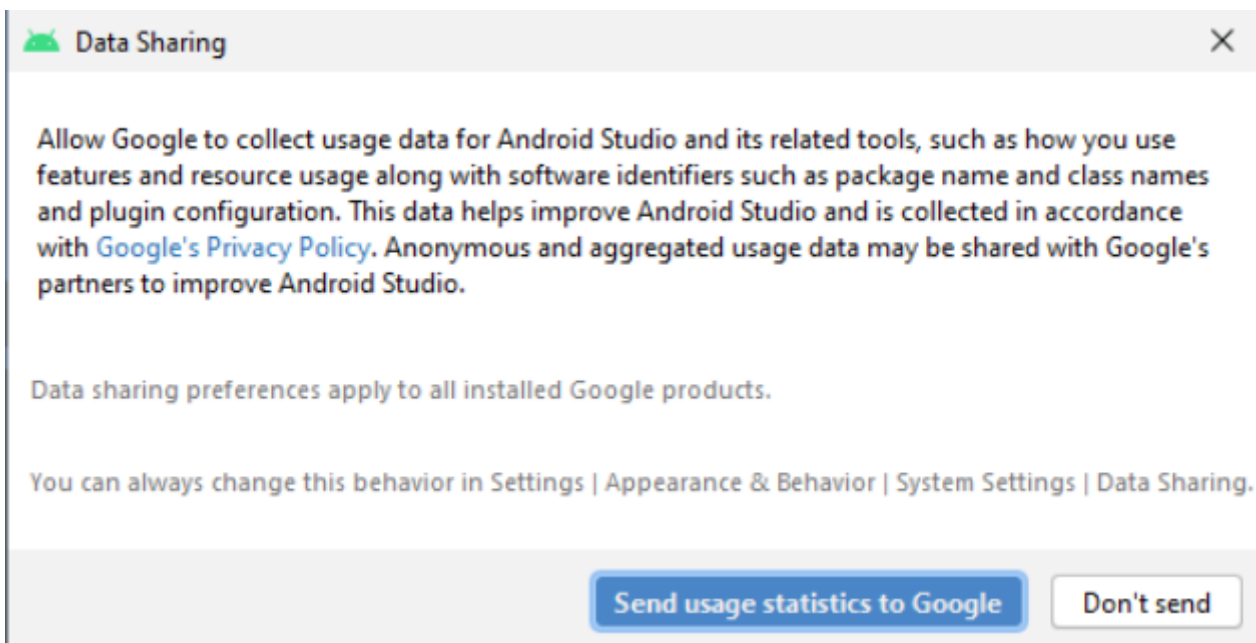 Data Sharing
Allow Google to collect usage data for Android Studio and its related tools, such as how you use
features and resource usage along with software identifiers such as package name and class names
and plugin configuration. This data helps improve Android Studio and is collected in accordance
with Google's Privacy Policy. Anonymous and aggregated usage data may be shared with Google's
partners to improve Android Studio.
Data sharing preferences apply to all installed Google products.
You can always change this behavior in Settings | Appearance & Behavior | System Settings | Data Sharing.
Send usage statistics to Google
Don't send